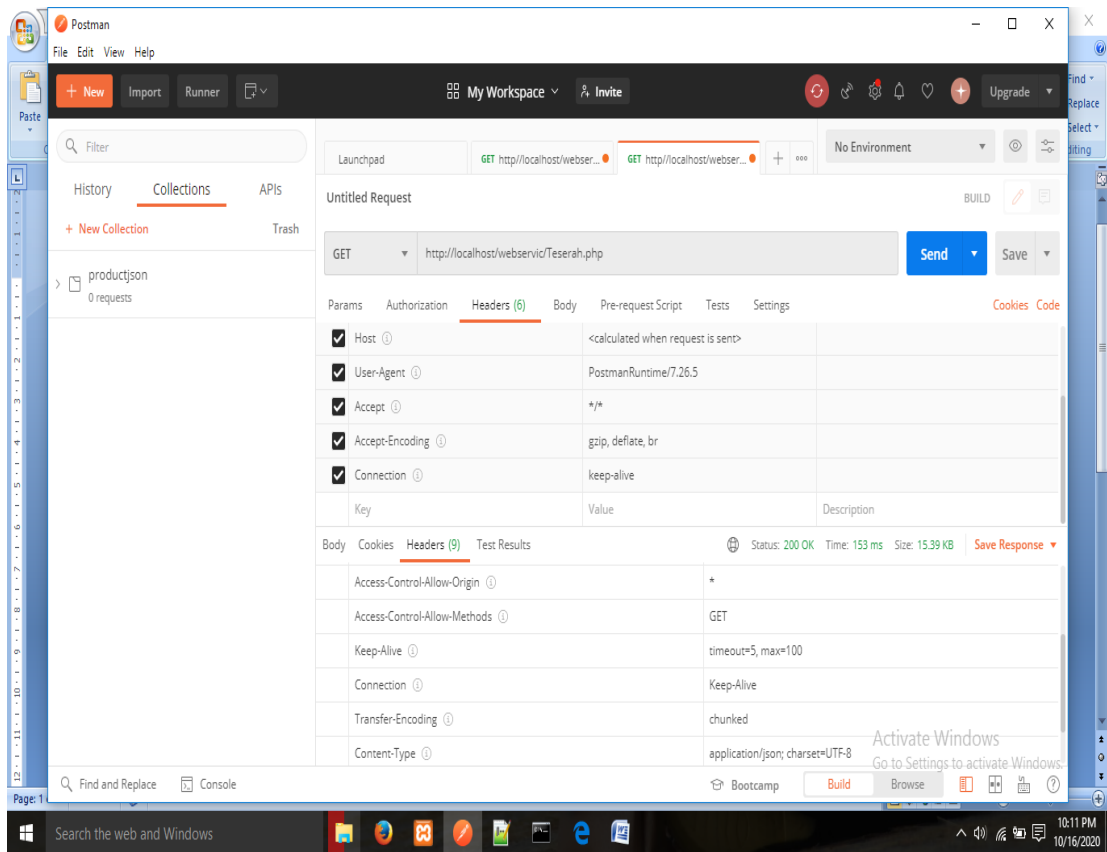 Postman
File Edit View Help
+ New Import Runner My Workspace Invite Upgrade
Paste
Find
Replace
Select
diting
Filter
History Collections APIs
+ New Collection Trash
productjson
0 requests
Launchpad GET http//localhost/webser... GET http//localhost/webser... + ooo No Environment
Untitled Request BUILD
GET http://localhost/webservic/Teserah.php Send Save
Params Authorization Headers (6) Body Pre-request Script Tests Settings Cookies Code
Host <calculated when request is sent>
User-Agent PostmanRuntime/7.26.5
Accept */*
Accept-Encoding gzip, deflate, br
Connection keep-alive
Key Value Description
Body Cookies Headers (9) Test Results Status: 200 OK Time: 153 ms Size: 15.39 KB Save Response
Access-Control-Allow-Origin *
Access-Control-Allow-Methods GET
Keep-Alive timeout=5, max=100
Connection Keep-Alive
Transfer-Encoding chunked
Content-Type application/json; charset=UTF-8
Activate Windows
Go to Settings to activate Windows.
Find and Replace Console Bootcamp Build Browse
Page: 1
Search the web and Windows
10:11 PM
10/16/2020